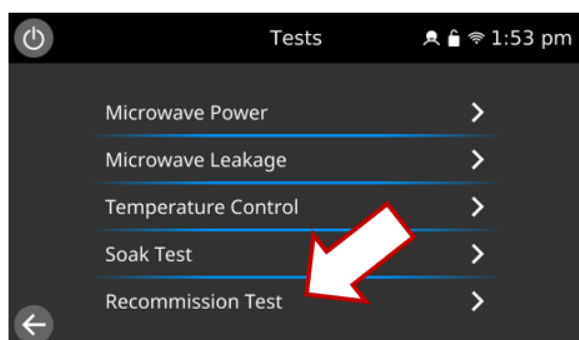 Tests 1:53 pm
Microwave Power
Microwave Leakage
Temperature Control
Soak Test
Recommission Test